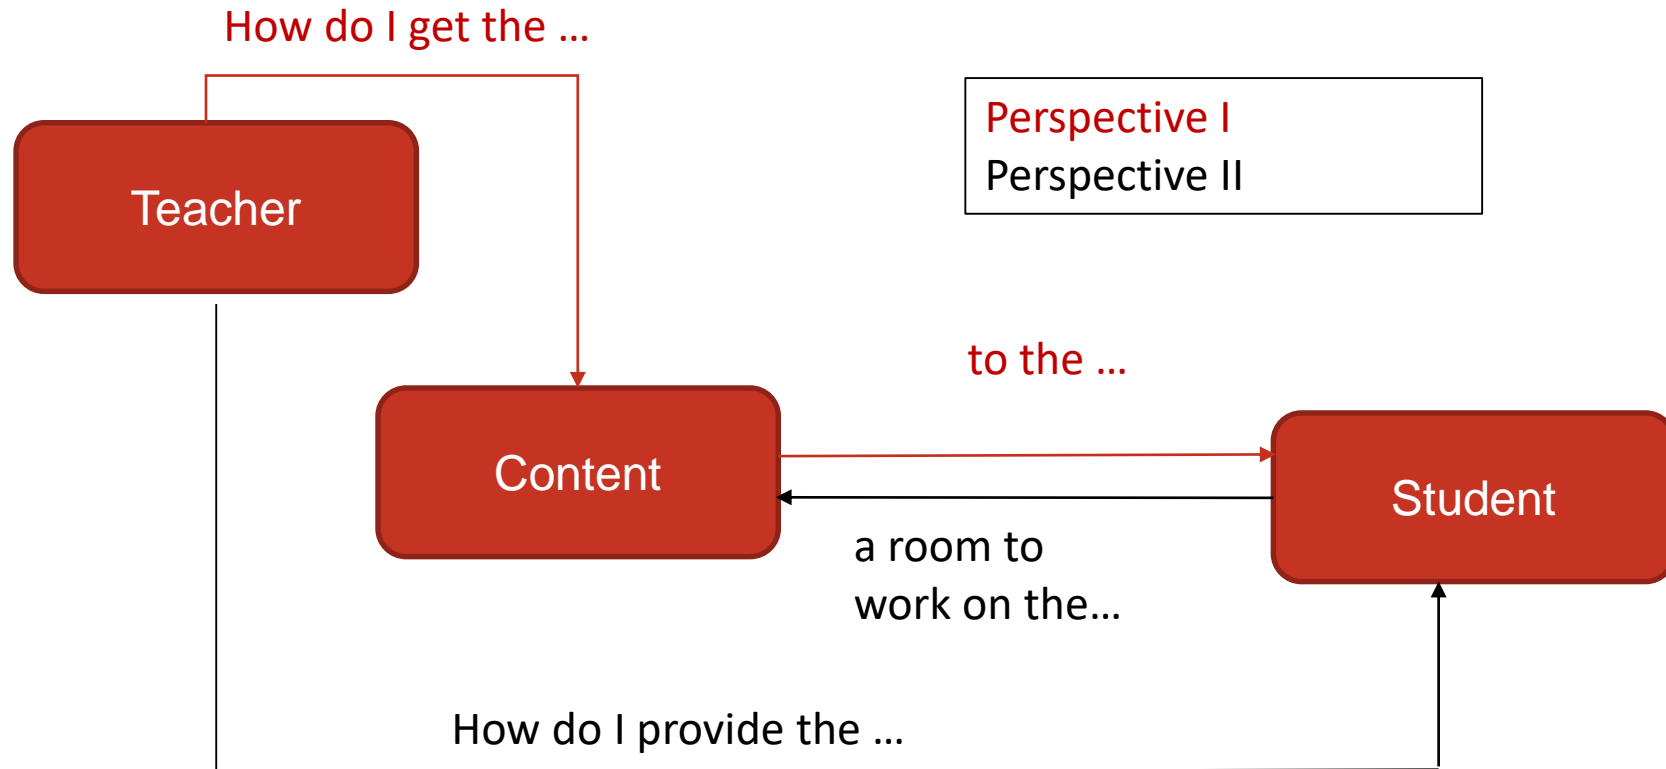 How do I get the …
Perspective I
Perspective II
Teacher
to the …
Content
Student
a room to
work on the…
How do I provide the …